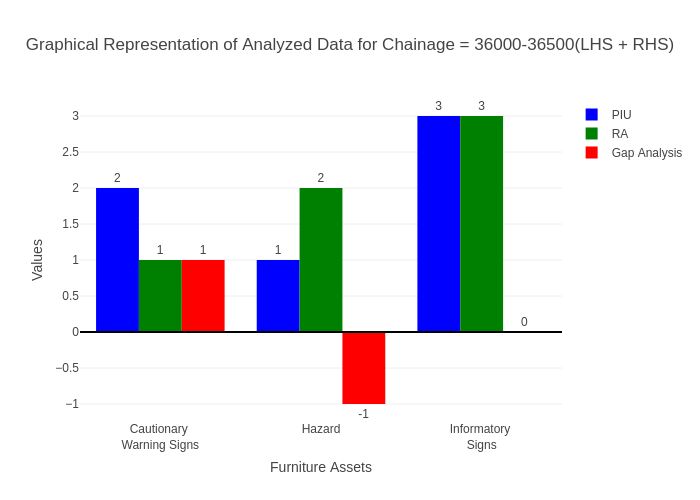 Graphical Representation of Analyzed Data for Chainage = 36000-36500(LHS + RHS)
PIU
RA
Gap Analysis
Values
3
2.5
2
1.5
1
0.5
0
−0.5
−1
2
1
1
1
2
-1
3
3
0
Cautionary
Warning Signs
Hazard
Informatory
Signs
Furniture Assets